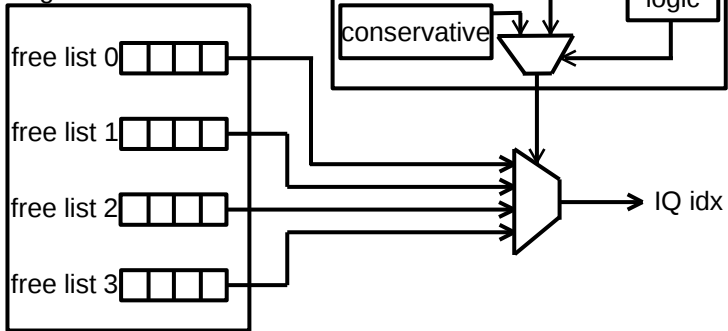 logic
conservative
free list 0
free list 1
free list 2
IQ idx
free list 3